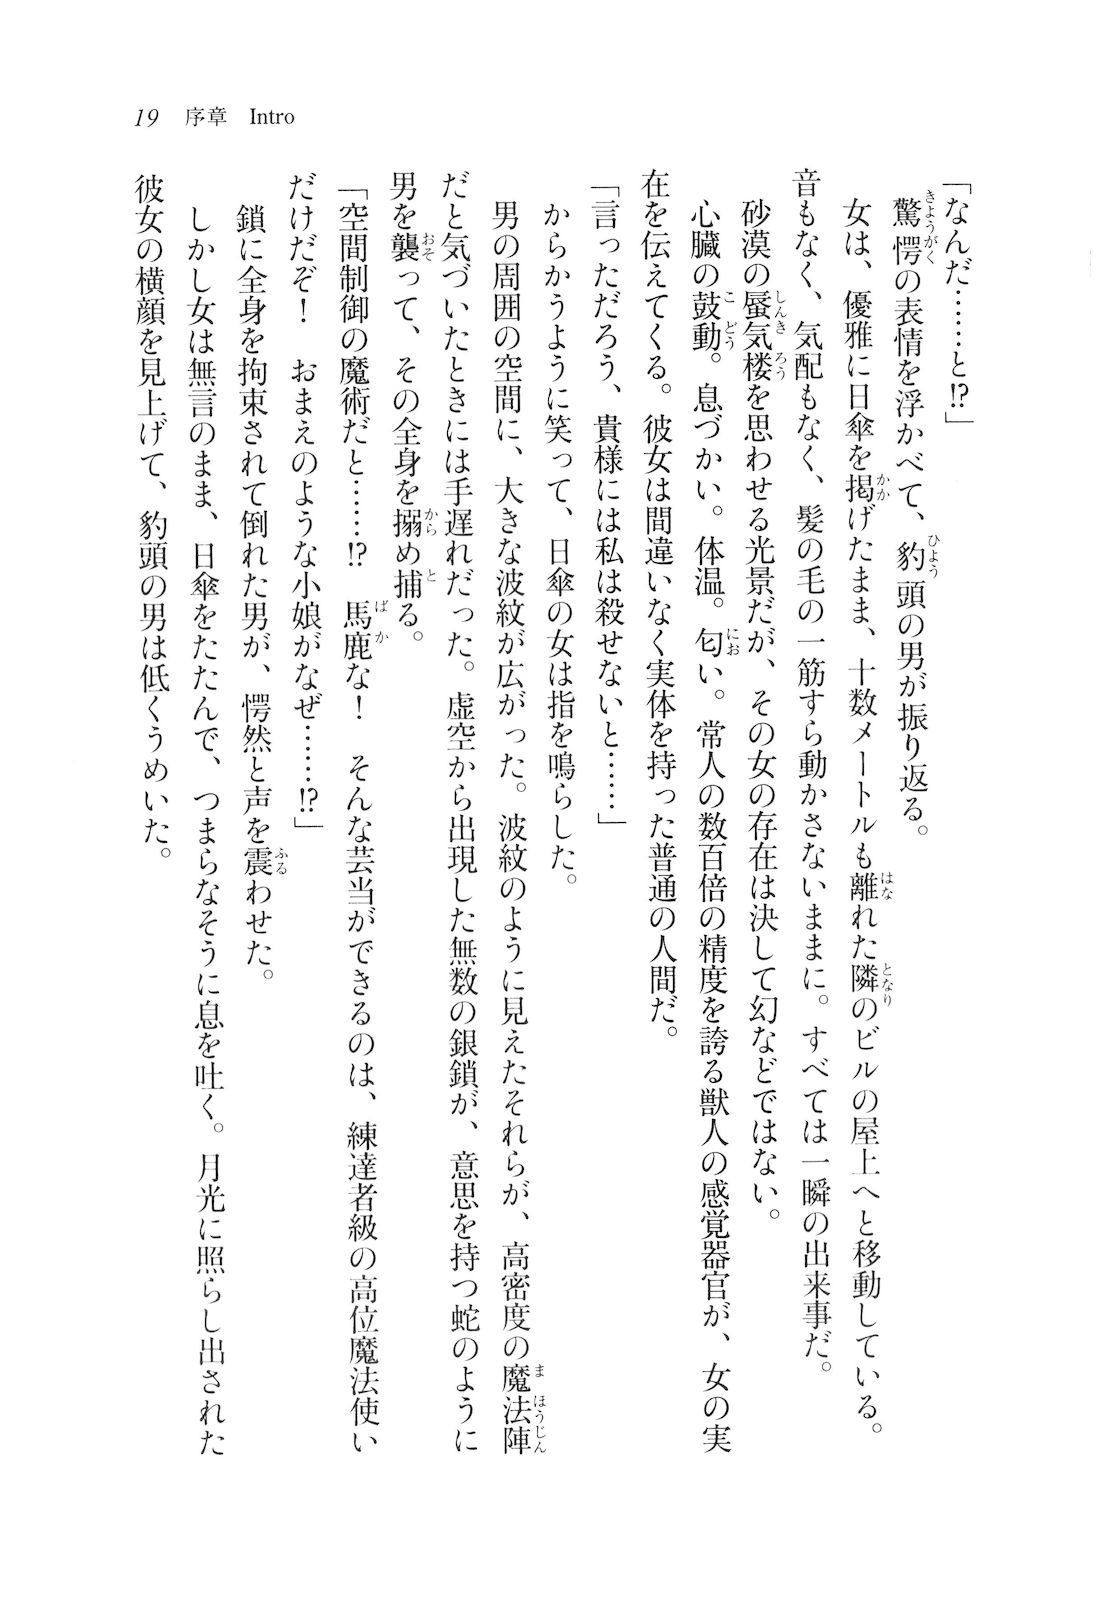 19　序章　Intro
「なんだ……と!?」
　驚愕の表情を浮かべて、豹頭の男が振り返る。
　女は、優雅に日傘を掲げたまま、十数メートルも離れた隣のビルの屋上へと移動している。
音もなく、気配もなく、髪の毛の一筋すら動かさないままに。すべては一瞬の出来事だ。
　砂漠の蜃気楼を思わせる光景だが、その女の存在は決して幻などではない。
　心臓の鼓動。息づかい。体温。匂い。常人の数百倍の精度を誇る獣人の感覚器官が、女の実
在を伝えてくる。彼女は間違いなく実体を持った普通の人間だ。
「言っただろう、貴様には私は殺せないと……」
　からかうように笑って、日傘の女は指を鳴らした。
　男の周囲の空間に、大きな波紋が広がった。波紋のように見えたそれらが、高密度の魔法陣
だと気づいたときには手遅れだった。虚空から出現した無数の銀鎖が、意思を持つ蛇のように
男を襲って、その全身を搦め捕る。
「空間制御の魔術だと……!?　馬鹿な！　そんな芸当ができるのは、練達者級の高位魔法使い
だけだぞ！　おまえのような小娘がなぜ……!?」
　鎖に全身を拘束されて倒れた男が、愕然と声を震わせた。
　しかし女は無言のまま、日傘をたたんで、つまらなそうに息を吐く。月光に照らし出された
彼女の横顔を見上げて、豹頭の男は低くうめいた。